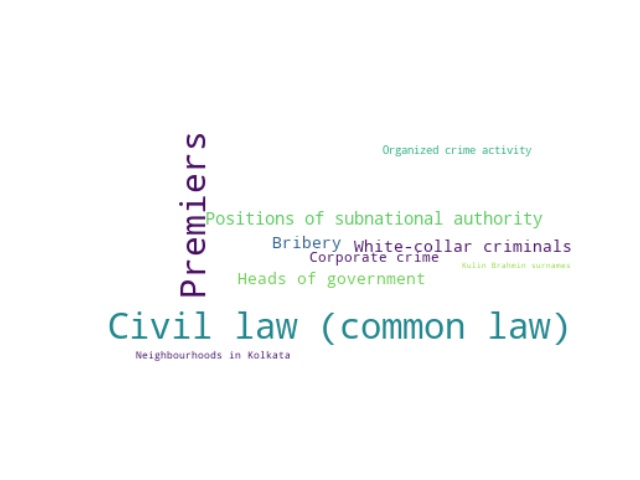 Premiers
Organized crime activity
Positions of subnational authority
Bribery
White-collar criminals
Corporate crime
Kulin Brahmin surnames
Heads of government
Civil law (common law)
Neighbourhoods in Kolkata